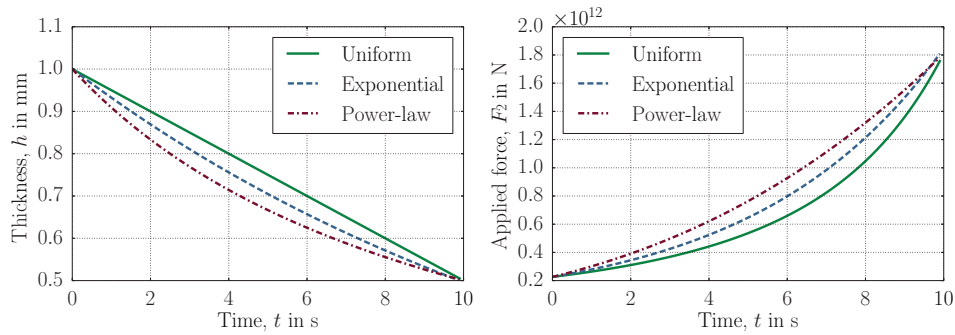 1.1
1.0
0.9
0.8
0.7
0.6
0.5
Thickness, h in mm
Uniform
Exponential
Power-law
0 2 4 6 8 10
Time, t in s
×10¹²
2.0
1.8
1.6
1.4
1.2
1.0
0.8
0.6
0.4
0.2
Applied force, F₂ in N
Uniform
Exponential
Power-law
0 2 4 6 8 10
Time, t in s